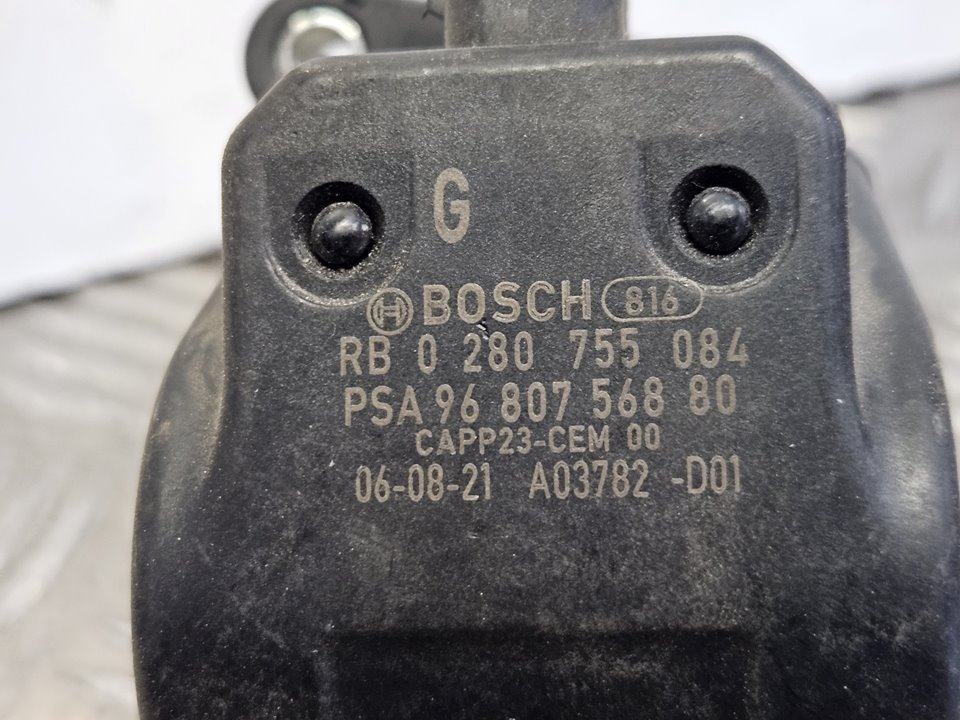 G
BOSCH 816
RB 0 280 755 084
PSA 96 807 568 80
CAPP23-CEM 00
06-08-21 A03782 -D01